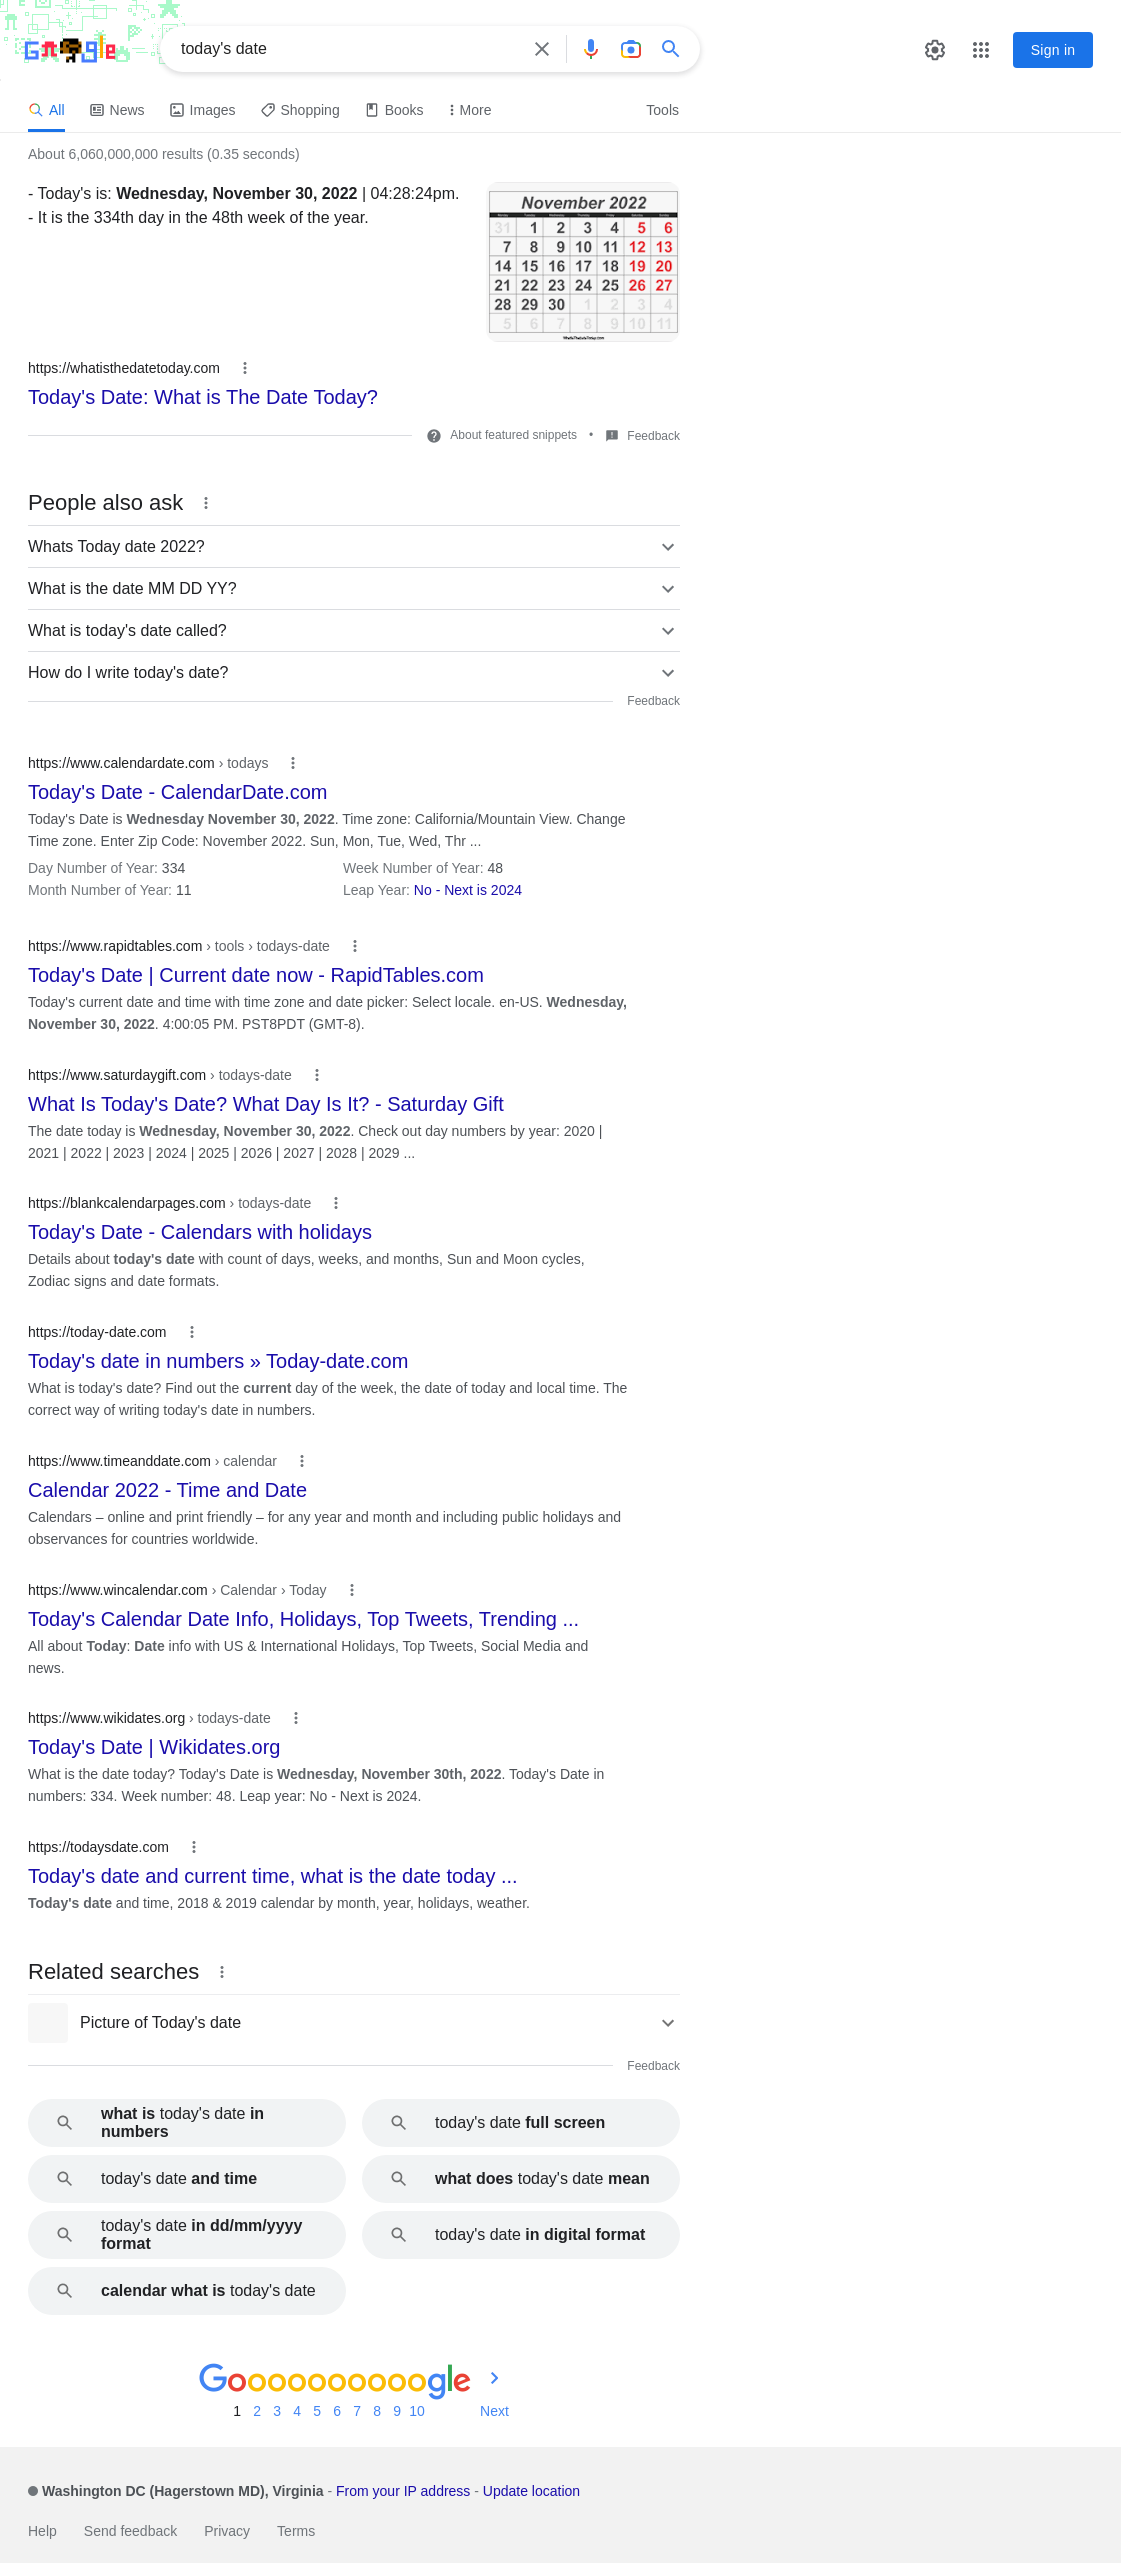 today's date
Sign in
All News Images Shopping Books More Tools
About 6,060,000,000 results (0.35 seconds)
- Today's is: Wednesday, November 30, 2022 | 04:28:24pm.
- It is the 334th day in the 48th week of the year.
November 2022
Monday Tuesday Wednesday Thursday Friday Saturday Sunday
31 1 2 3 4 5 6
7 8 9 10 11 12 13
14 15 16 17 18 19 20
21 22 23 24 25 26 27
28 29 30 1 2 3 4
5 6 7 8 9 10 11
WhatIsTheDateToday.com
https://whatisthedatetoday.com
Today's Date: What is The Date Today?
About featured snippets • Feedback
People also ask
Whats Today date 2022?
What is the date MM DD YY?
What is today's date called?
How do I write today's date?
Feedback
https://www.calendardate.com › todays
Today's Date - CalendarDate.com
Today's Date is Wednesday November 30, 2022. Time zone: California/Mountain View. Change
Time zone. Enter Zip Code: November 2022. Sun, Mon, Tue, Wed, Thr ...
Day Number of Year: 334 Week Number of Year: 48
Month Number of Year: 11 Leap Year: No - Next is 2024
https://www.rapidtables.com › tools › todays-date
Today's Date | Current date now - RapidTables.com
Today's current date and time with time zone and date picker: Select locale. en-US. Wednesday,
November 30, 2022. 4:00:05 PM. PST8PDT (GMT-8).
https://www.saturdaygift.com › todays-date
What Is Today's Date? What Day Is It? - Saturday Gift
The date today is Wednesday, November 30, 2022. Check out day numbers by year: 2020 |
2021 | 2022 | 2023 | 2024 | 2025 | 2026 | 2027 | 2028 | 2029 ...
https://blankcalendarpages.com › todays-date
Today's Date - Calendars with holidays
Details about today's date with count of days, weeks, and months, Sun and Moon cycles,
Zodiac signs and date formats.
https://today-date.com
Today's date in numbers » Today-date.com
What is today's date? Find out the current day of the week, the date of today and local time. The
correct way of writing today's date in numbers.
https://www.timeanddate.com › calendar
Calendar 2022 - Time and Date
Calendars – online and print friendly – for any year and month and including public holidays and
observances for countries worldwide.
https://www.wincalendar.com › Calendar › Today
Today's Calendar Date Info, Holidays, Top Tweets, Trending ...
All about Today: Date info with US & International Holidays, Top Tweets, Social Media and
news.
https://www.wikidates.org › todays-date
Today's Date | Wikidates.org
What is the date today? Today's Date is Wednesday, November 30th, 2022. Today's Date in
numbers: 334. Week number: 48. Leap year: No - Next is 2024.
https://todaysdate.com
Today's date and current time, what is the date today ...
Today's date and time, 2018 & 2019 calendar by month, year, holidays, weather.
Related searches
Picture of Today's date
Feedback
what is today's date in
numbers
today's date full screen
today's date and time
what does today's date mean
today's date in dd/mm/yyyy
format
today's date in digital format
calendar what is today's date
Goooooooooogle
1 2 3 4 5 6 7 8 9 10 Next
Washington DC (Hagerstown MD), Virginia - From your IP address - Update location
Help Send feedback Privacy Terms